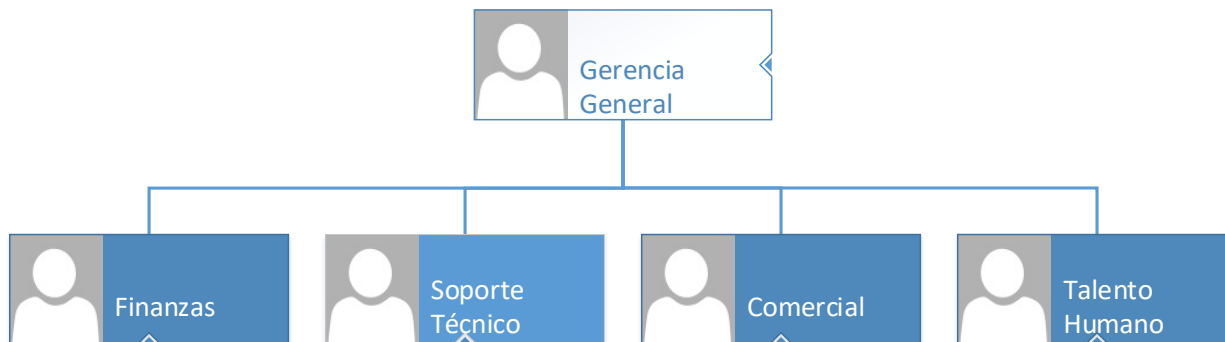 Gerencia
General
Finanzas
Soporte
Técnico
Comercial
Talento
Humano